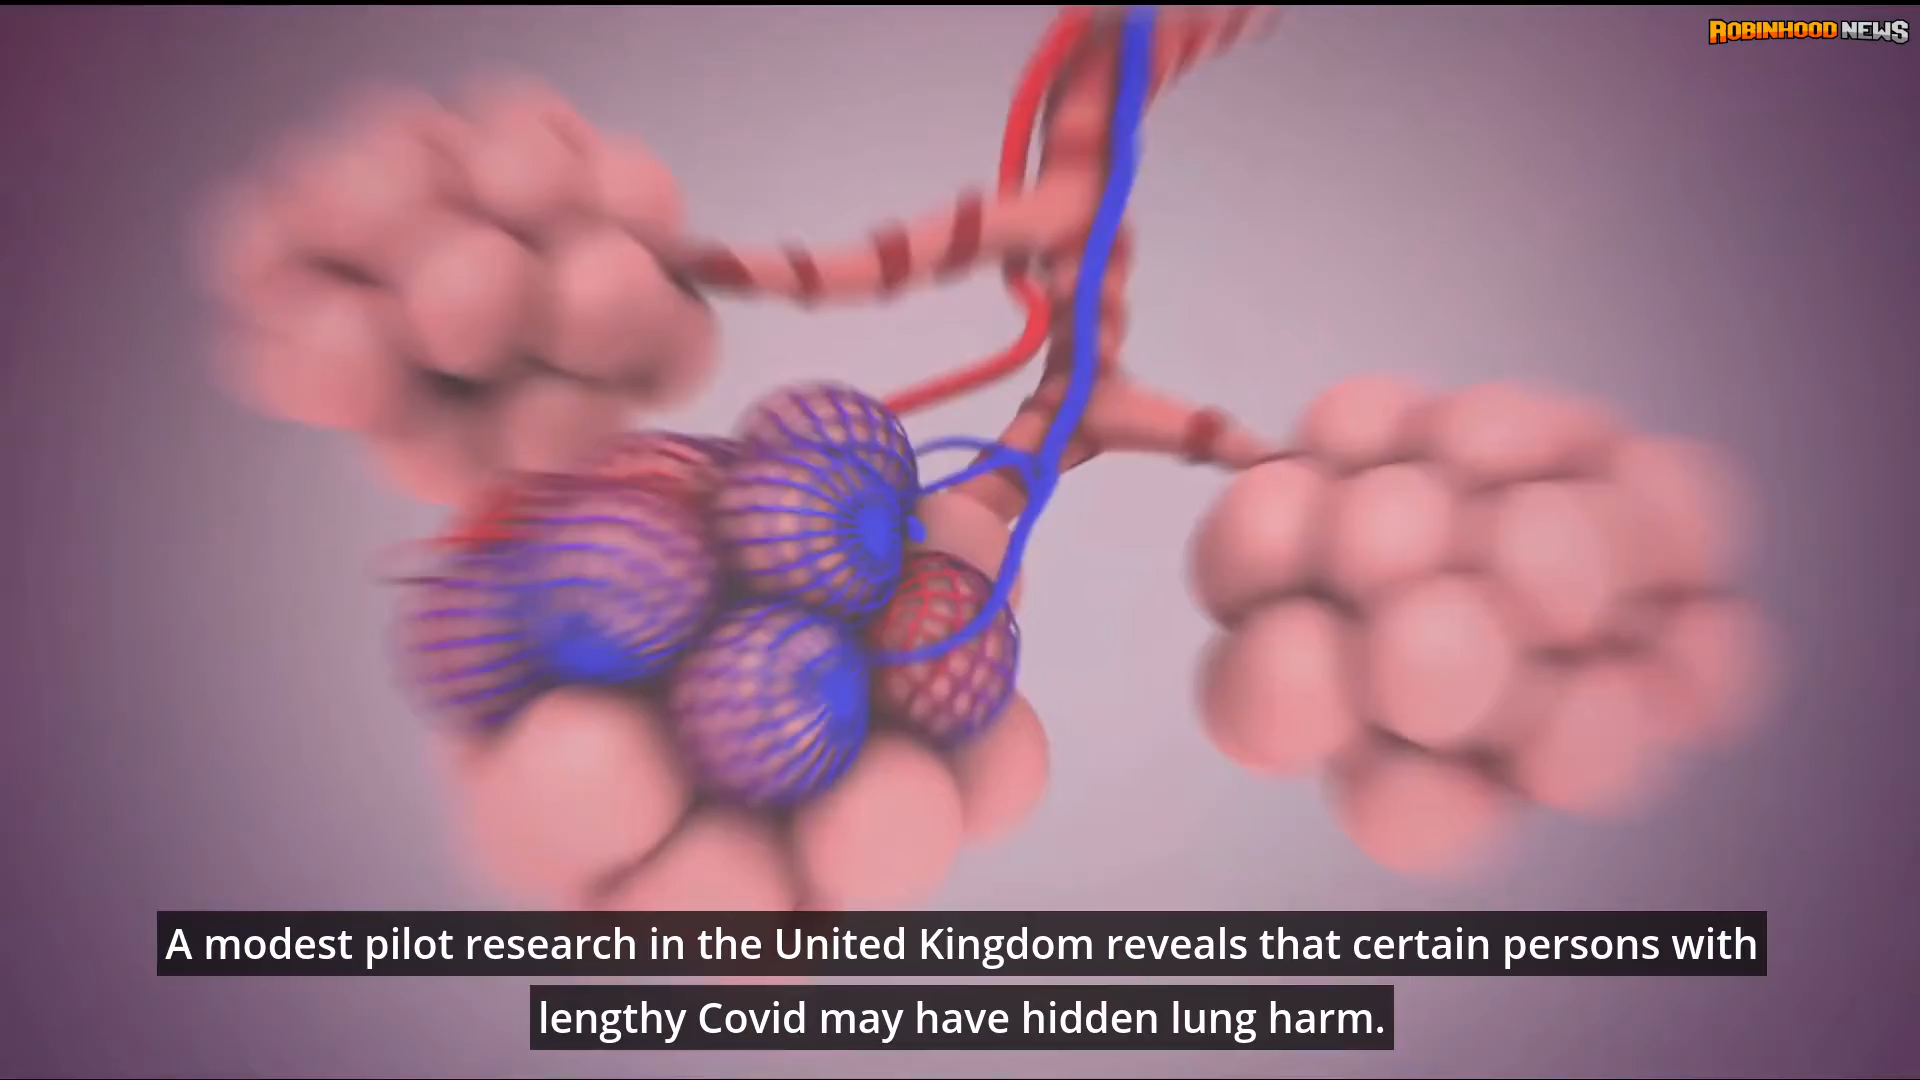 ROBINHOOD NEWS
A modest pilot research in the United Kingdom reveals that certain persons with
lengthy Covid may have hidden lung harm.